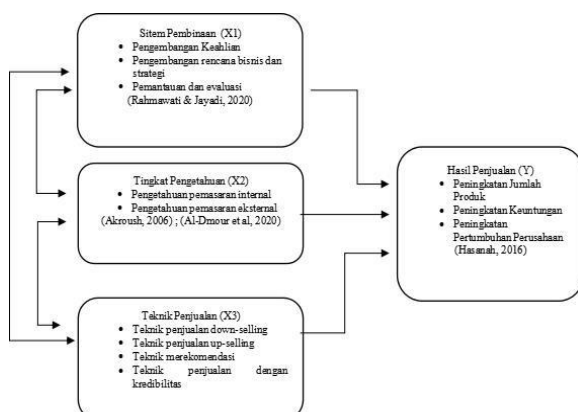 Sitem Pembinaan (X1)
• Pengembangan Keahlian
• Pengembangan rencana bisnis dan
strategi
• Pemantauan dan evaluasi
(Rahmawati & Jayadi, 2020)
Tingkat Pengetahuan (X2)
• Pengetahuan pemasaran internal
• Pengetahuan pemasaran eksternal
(Akroush, 2006) ; (Al-Dmour et al, 2020)
Teknik Penjualan (X3)
• Teknik penjualan down-selling
• Teknik penjualan up-selling
• Teknik merekomendasi
• Teknik penjualan dengan
kredibilitas
Hasil Penjualan (Y)
• Peningkatan Jumlah
Produk
• Peningkatan Keuntungan
• Peningkatan
Pertumbuhan Perusahaan
(Hasanah, 2016)